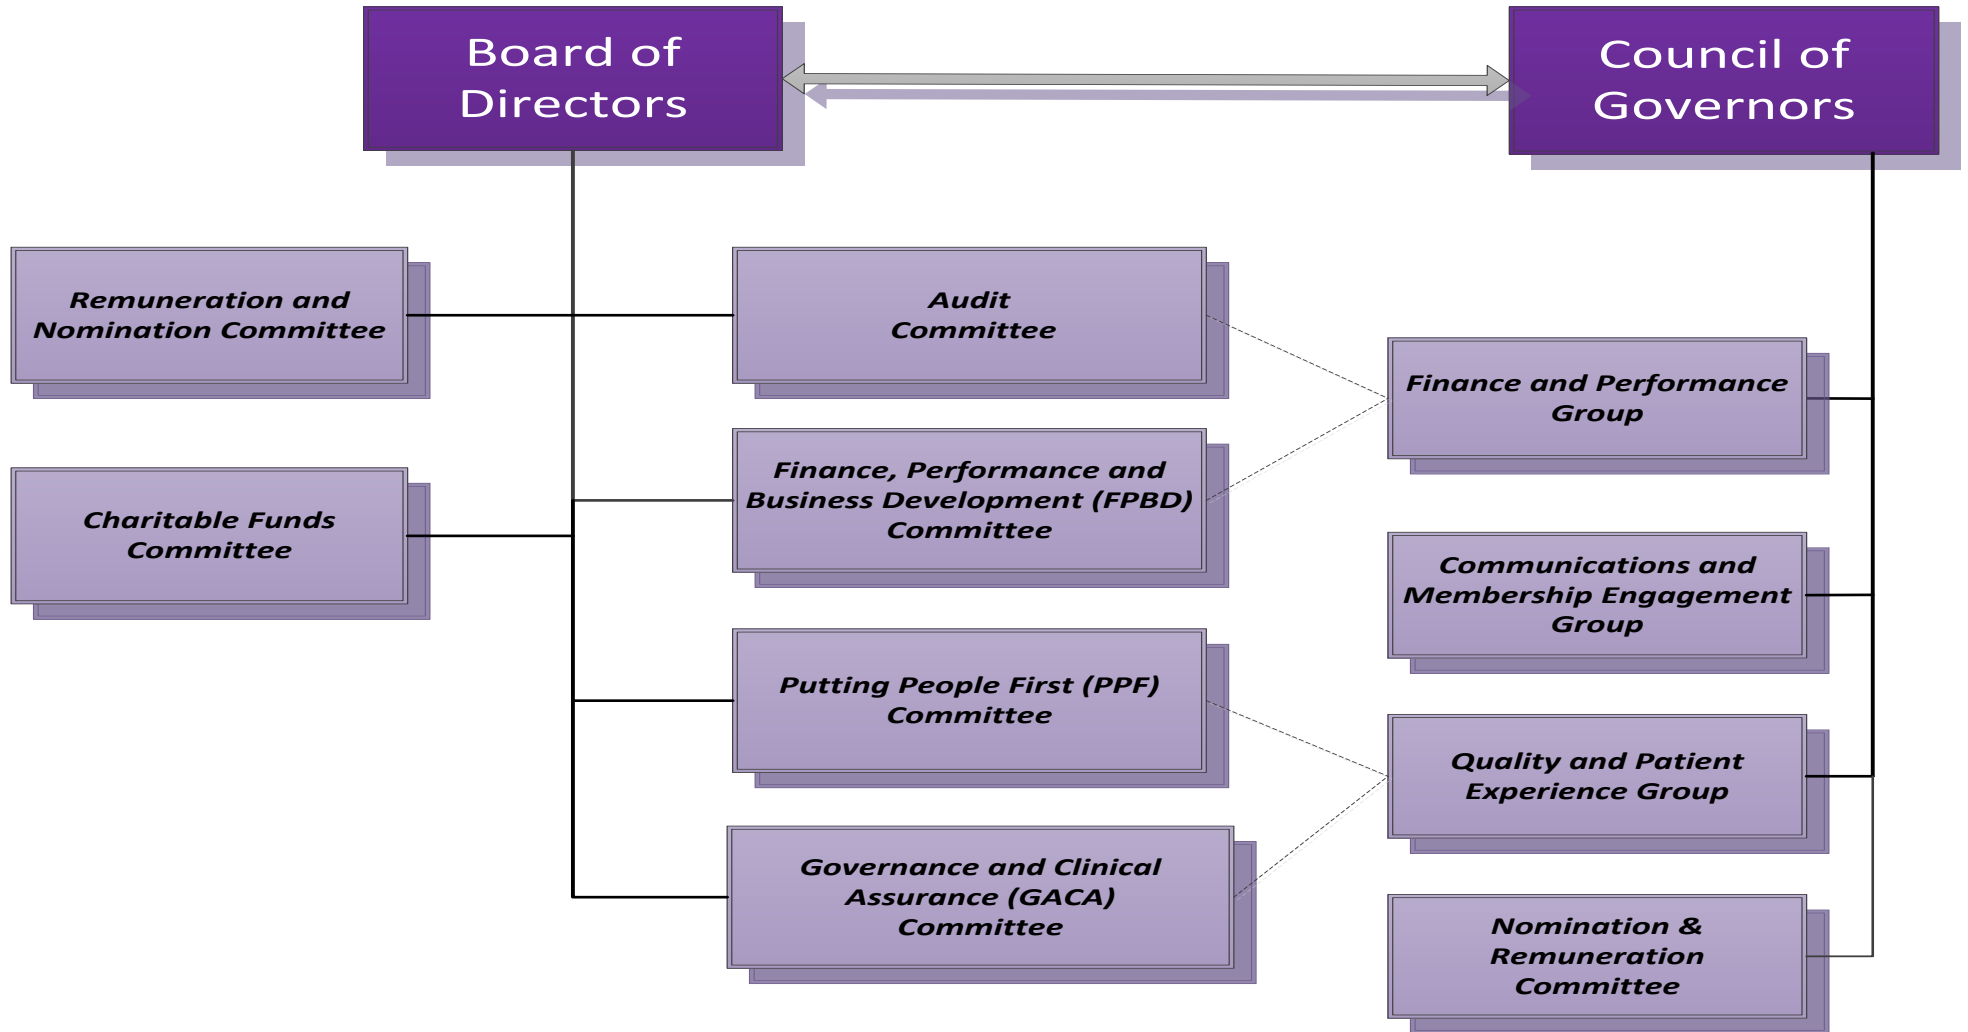 Board of
Directors
Council of
Governors
Remuneration and
Nomination Committee
Audit
Committee
Finance and Performance
Group
Charitable Funds
Committee
Finance, Performance and
Business Development (FPBD)
Committee
Communications and
Membership Engagement
Group
Putting People First (PPF)
Committee
Quality and Patient
Experience Group
Governance and Clinical
Assurance (GACA)
Committee
Nomination &
Remuneration
Committee